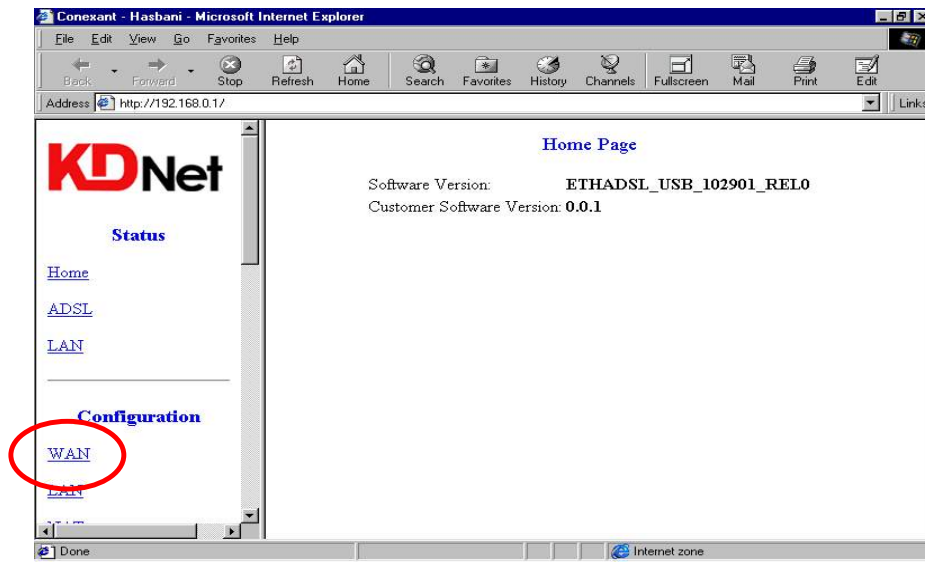 Conexant - Hasbani - Microsoft Internet Explorer
File Edit View Go Favorites Help
Back Forward Stop Refresh Home Search Favorites History Channels Fullscreen Mail Print Edit
Address http://192.168.0.1/ Links
KDNet
Status
Home
ADSL
LAN
Configuration
WAN
LAN
Home Page
Software Version: ETHADSL_USB_102901_REL0
Customer Software Version: 0.0.1
Done Internet zone